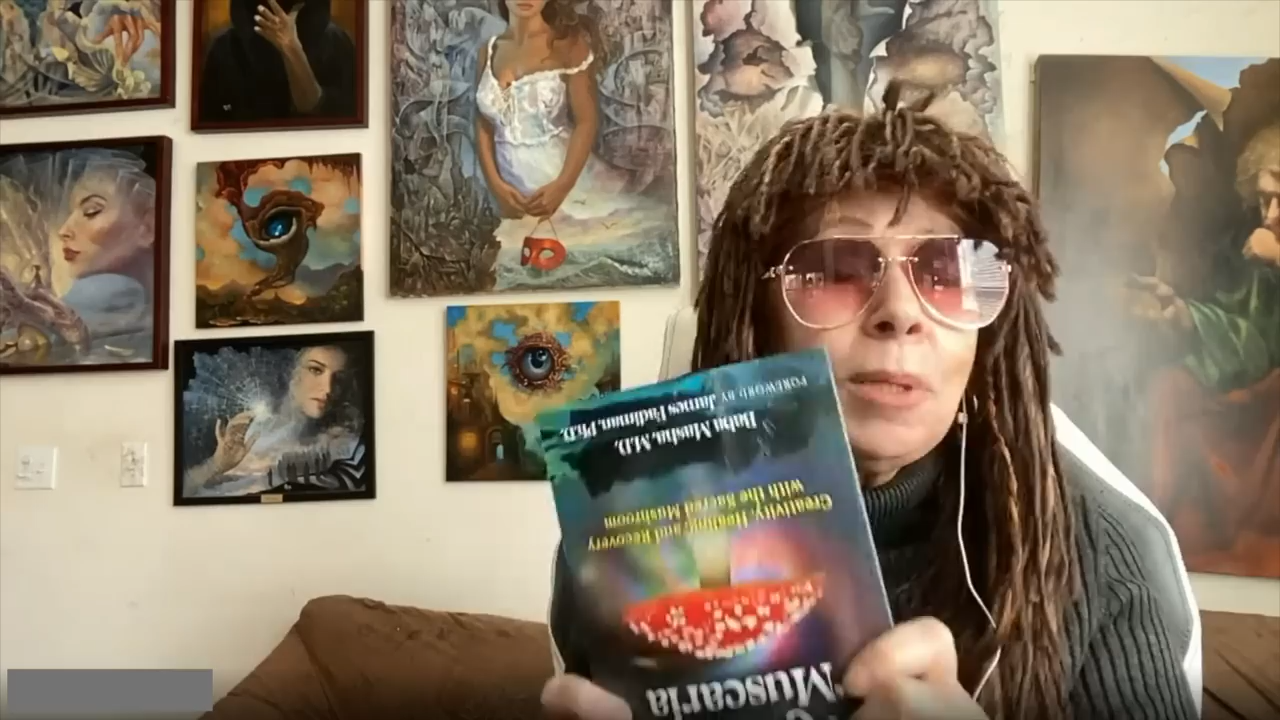 Muscaria
Creativity, Healing, and Recovery
with the Sacred Mushroom
Baba Masha, M.D.
FOREWORD BY James Fadiman, Ph.D.